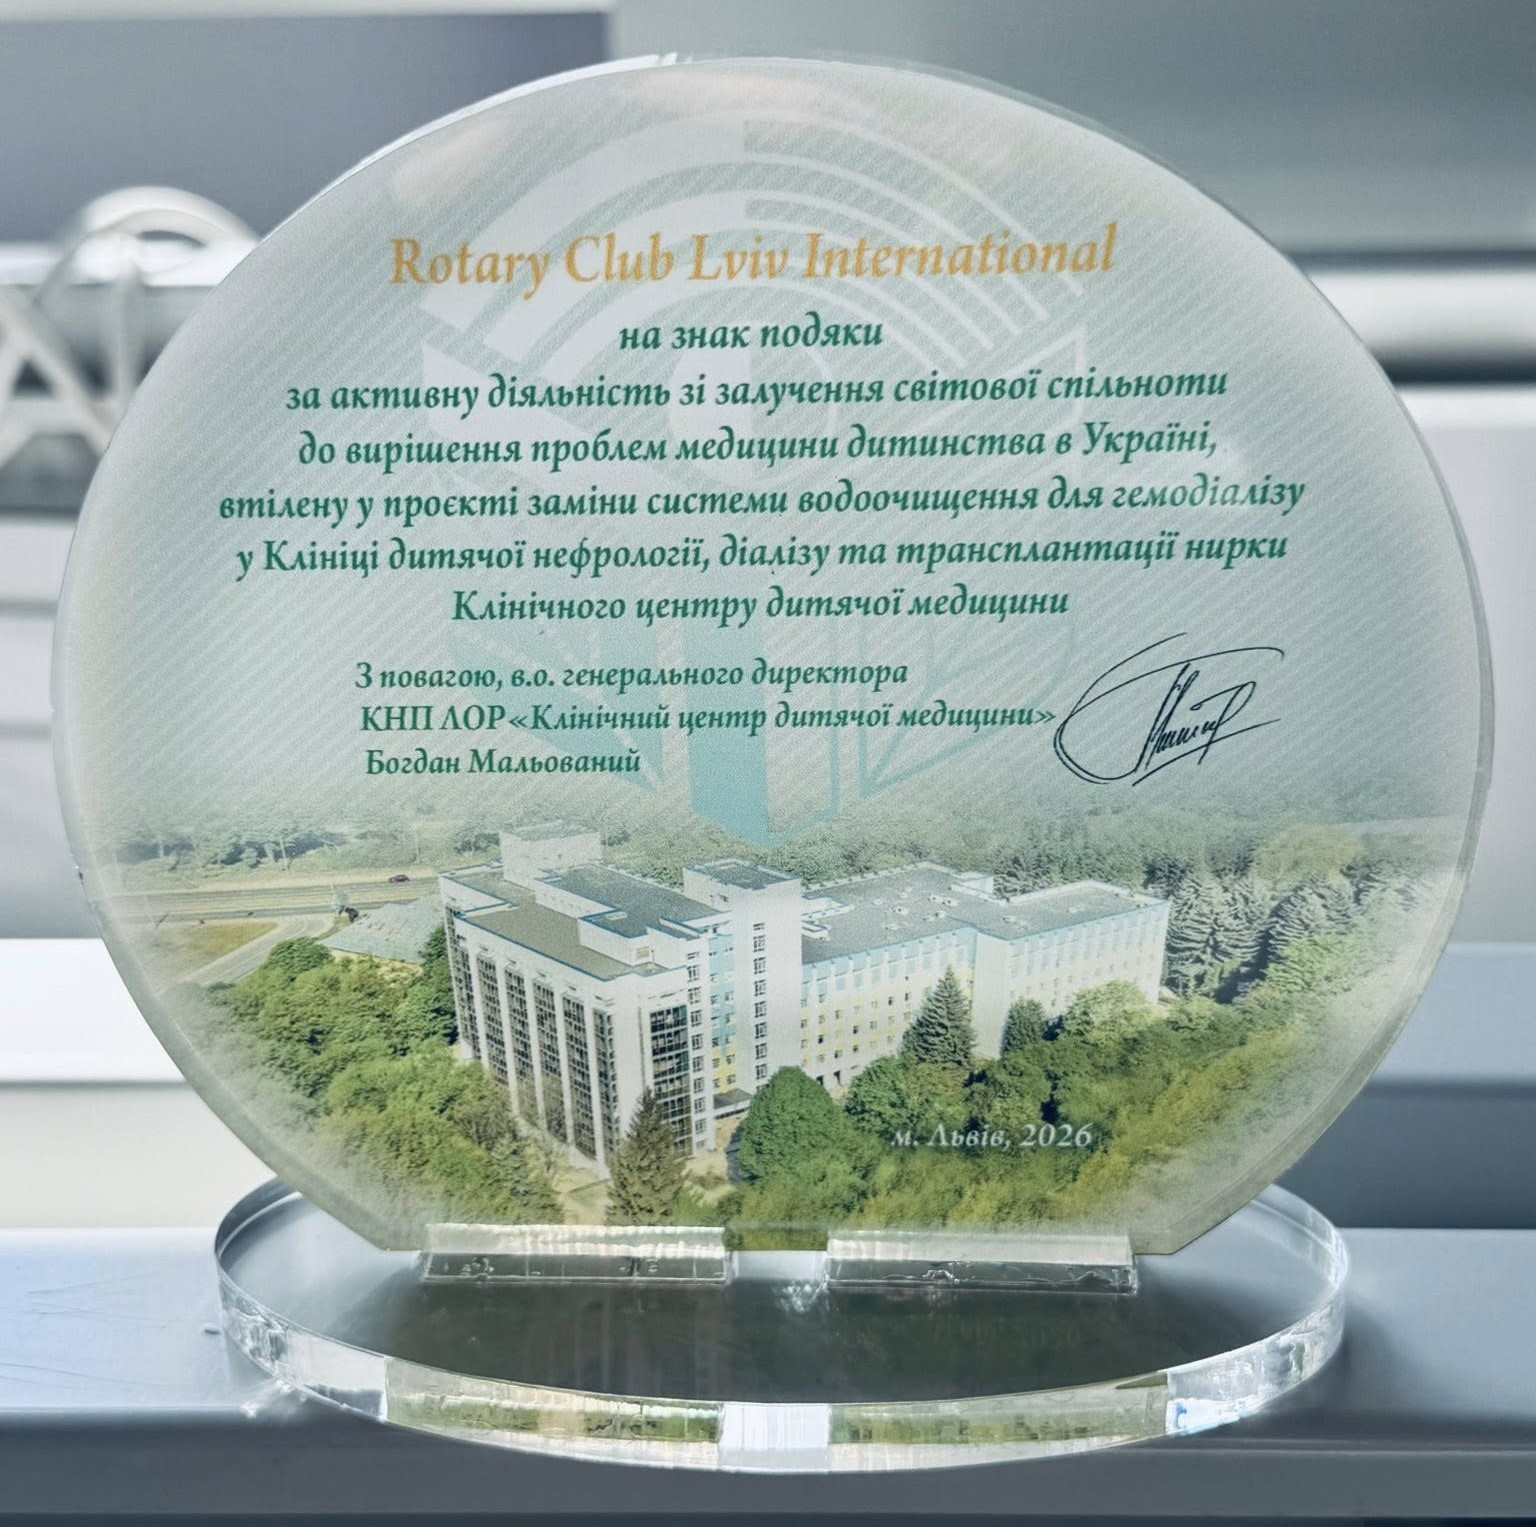 Rotary Club Lviv International
на знак подяки
за активну діяльність зі залучення світової спільноти
до вирішення проблем медицини дитинства в Україні,
втілену у проєкті заміни системи водоочищення для гемодіалізу
у Клініці дитячої нефрології, діалізу та трансплантації нирки
Клінічного центру дитячої медицини
З повагою, в.о. генерального директора
КНП ЛОР «Клінічний центр дитячої медицини»
Богдан Мальований
м. Львів, 2026